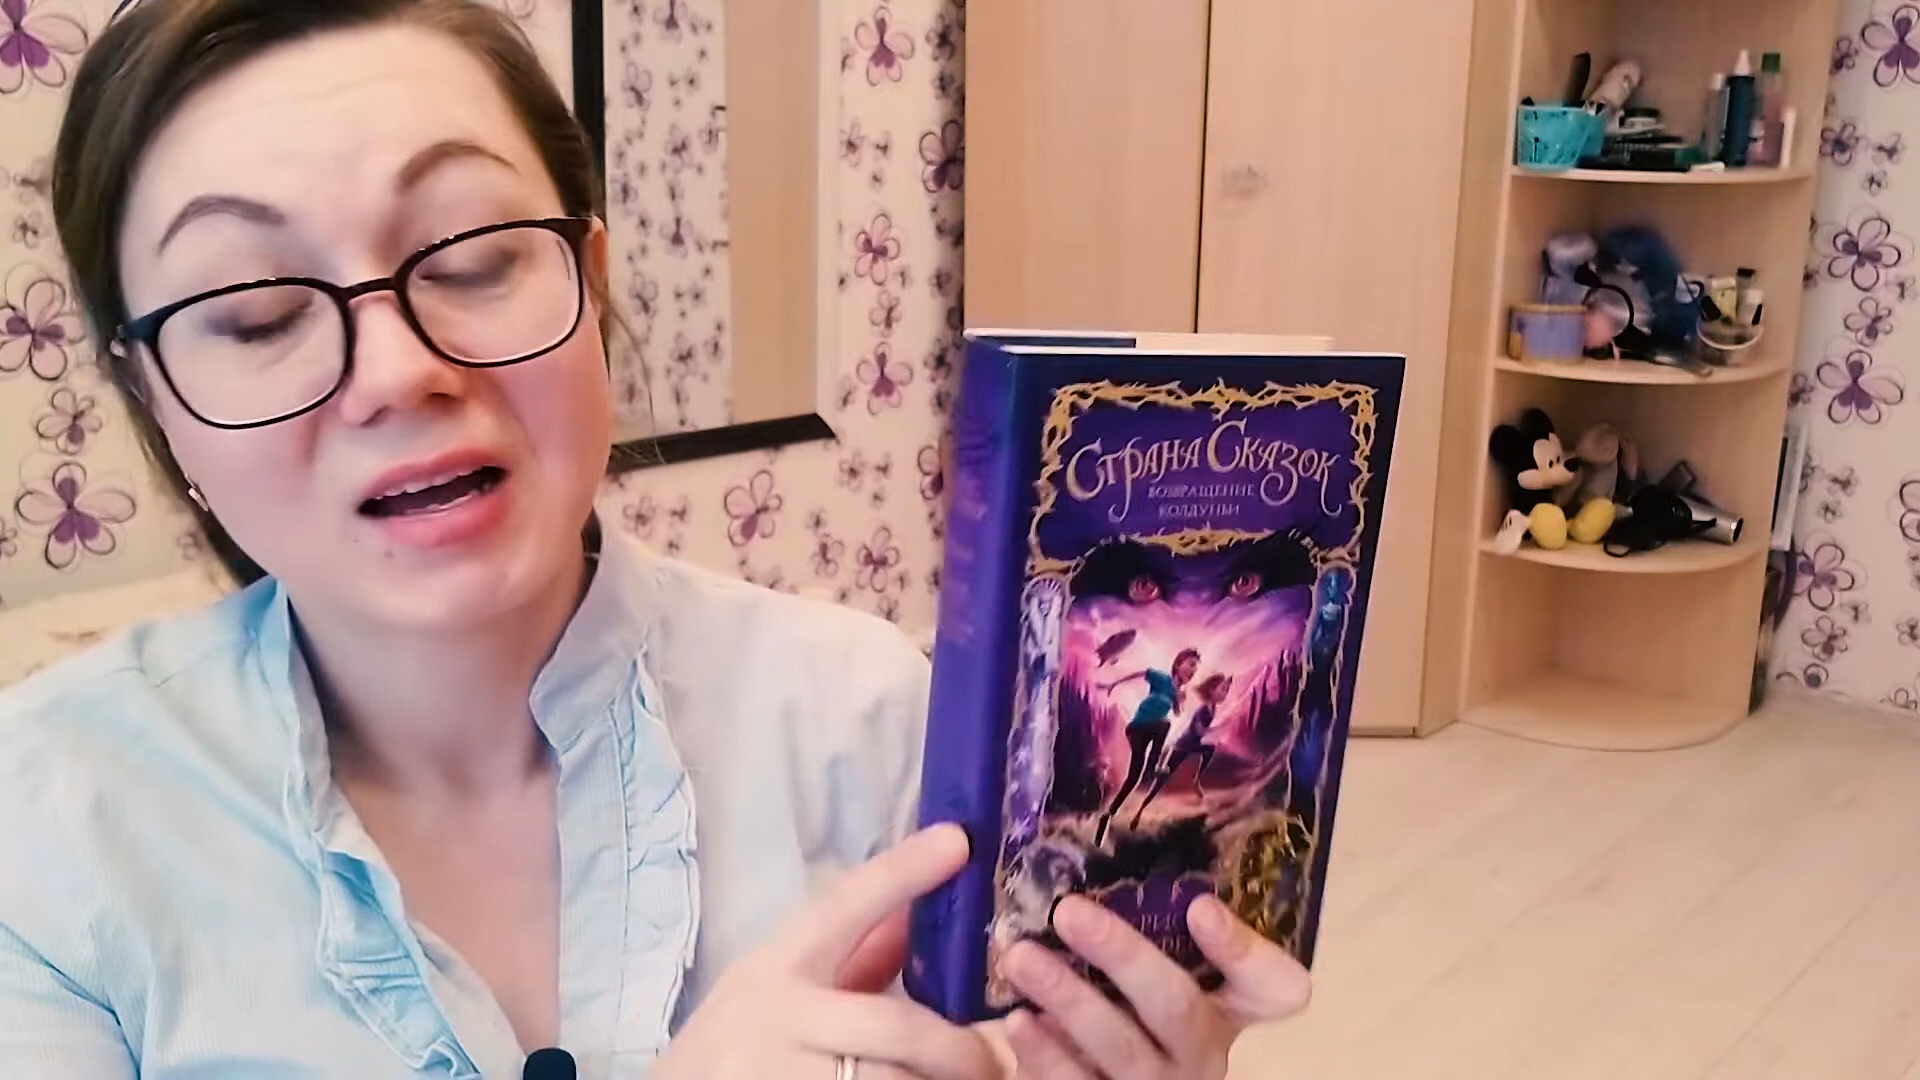 Страна Сказок
возвращение
колдуньи